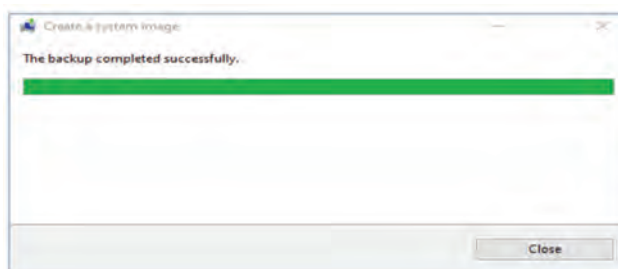 Create a system image
The backup completed successfully.
Close